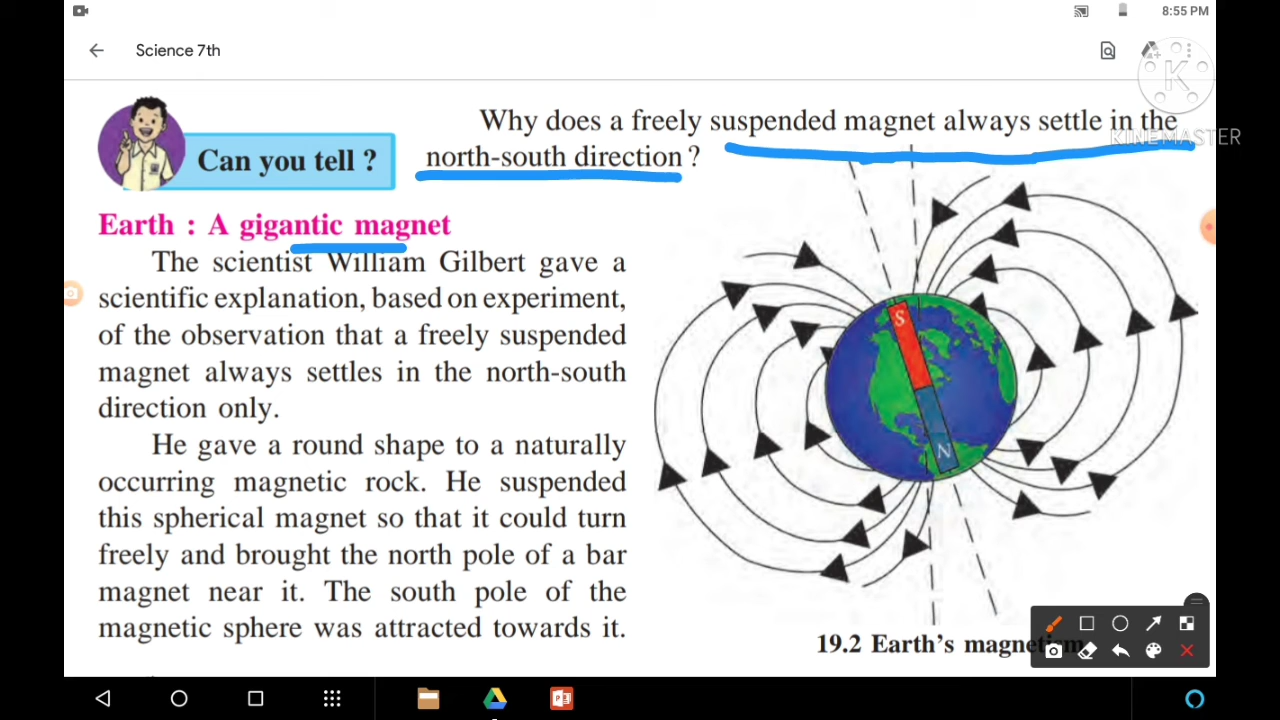 8:55 PM
Science 7th
K
KINEMASTER
Why does a freely suspended magnet always settle in the
north-south direction ?
Can you tell ?
Earth : A gigantic magnet
The scientist William Gilbert gave a
scientific explanation, based on experiment,
of the observation that a freely suspended
magnet always settles in the north-south
direction only.
He gave a round shape to a naturally
occurring magnetic rock. He suspended
this spherical magnet so that it could turn
freely and brought the north pole of a bar
magnet near it. The south pole of the
magnetic sphere was attracted towards it.
S
N
19.2 Earth's magnetism